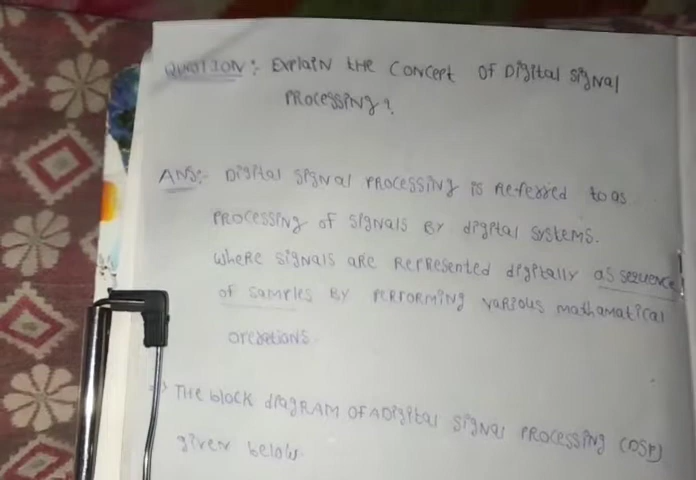 QUESTION:- EXPLAIN THE CONCEPT OF DIGITAL SIGNAL
PROCESSING?
ANS:- DIGITAL SIGNAL PROCESSING IS REFERRED TO AS
PROCESSING OF SIGNALS BY DIGITAL SYSTEMS.
WHERE SIGNALS ARE REPRESENTED DIGITALLY AS SEQUENCE
OF SAMPLES BY PERFORMING VARIOUS MATHAMATICAL
OPERATIONS
=> THE BLOCK DIAGRAM OF A DIGITAL SIGNAL PROCESSING (DSP)
GIVEN BELOW